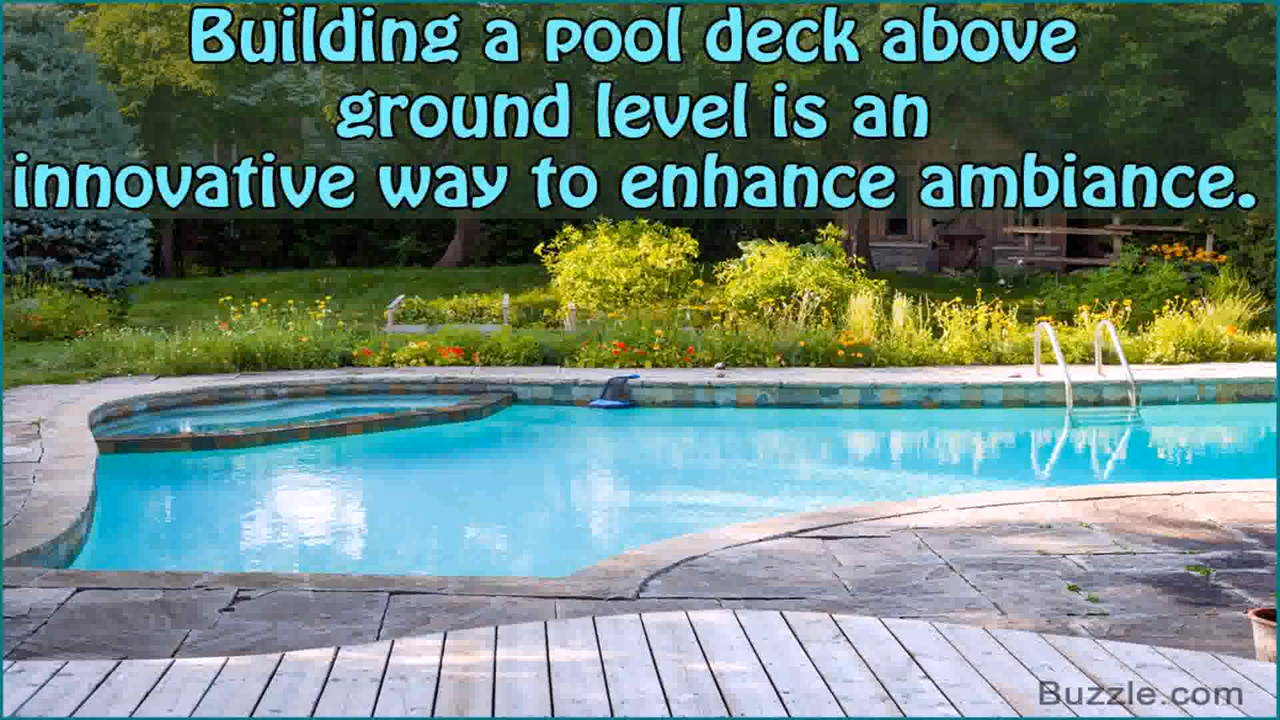 Building a pool deck above
ground level is an
innovative way to enhance ambiance.
Buzzle.com